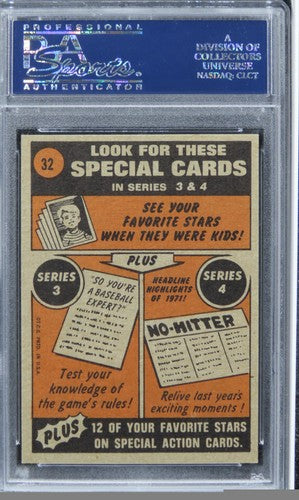 PROFESSIONAL
PSA
Sports
AUTHENTICATOR
A
DIVISION OF
COLLECTORS
UNIVERSE
NASDAQ: CLCT
32
LOOK FOR THESE
SPECIAL CARDS
IN SERIES 3 & 4
SEE YOUR
FAVORITE STARS
WHEN THEY WERE KIDS!
PLUS
SERIES
3
"SO YOU'RE
A BASEBALL
EXPERT?"
HEADLINE
HIGHLIGHTS
OF 1971!
SERIES
4
NO-HITTER
Test your
knowledge of
the game's rules!
Relive last year's
exciting moments!
PLUS
12 OF YOUR FAVORITE STARS
ON SPECIAL ACTION CARDS.